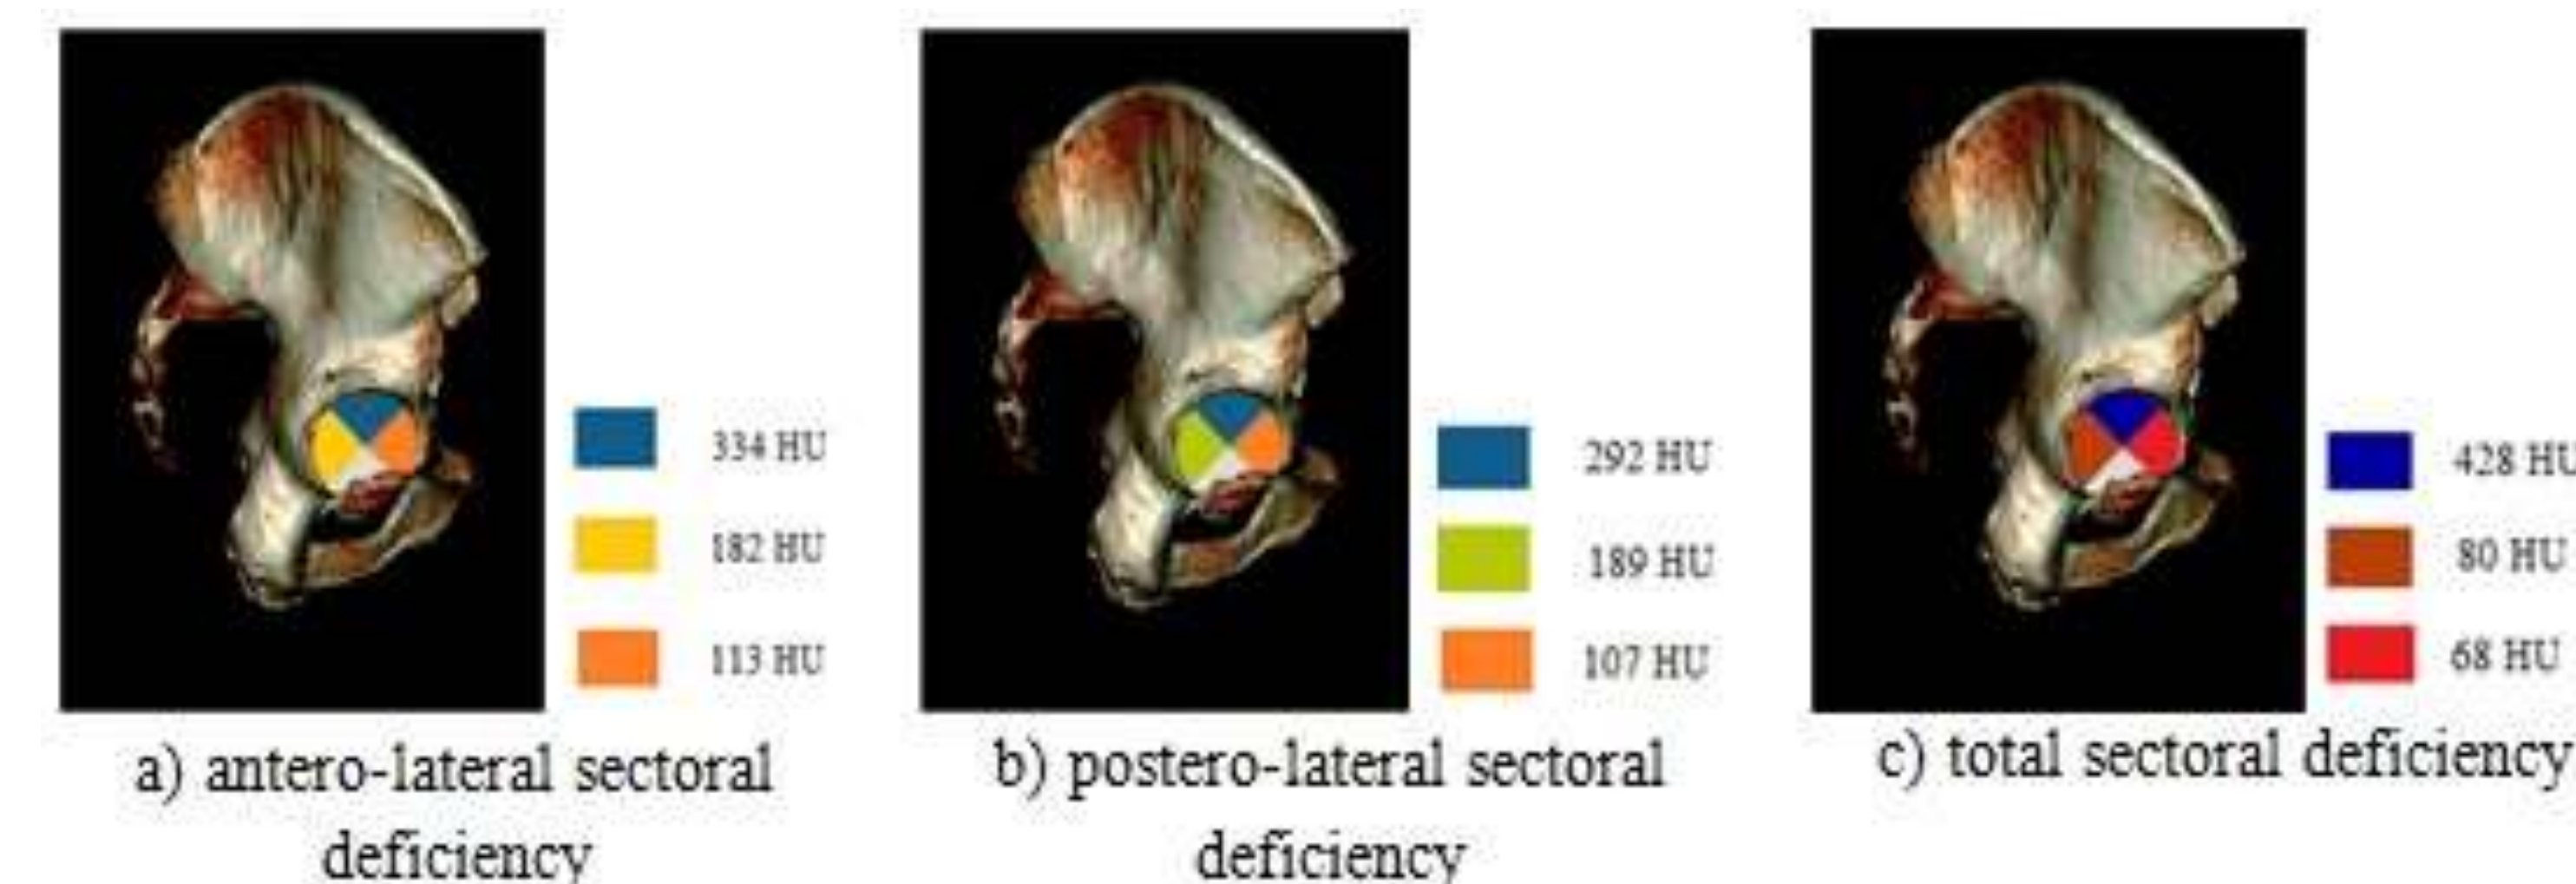 334 HU
182 HU
113 HU
a) antero-lateral sectoral
deficiency
292 HU
189 HU
107 HU
b) postero-lateral sectoral
deficiency
428 HU
80 HU
68 HU
c) total sectoral deficiency